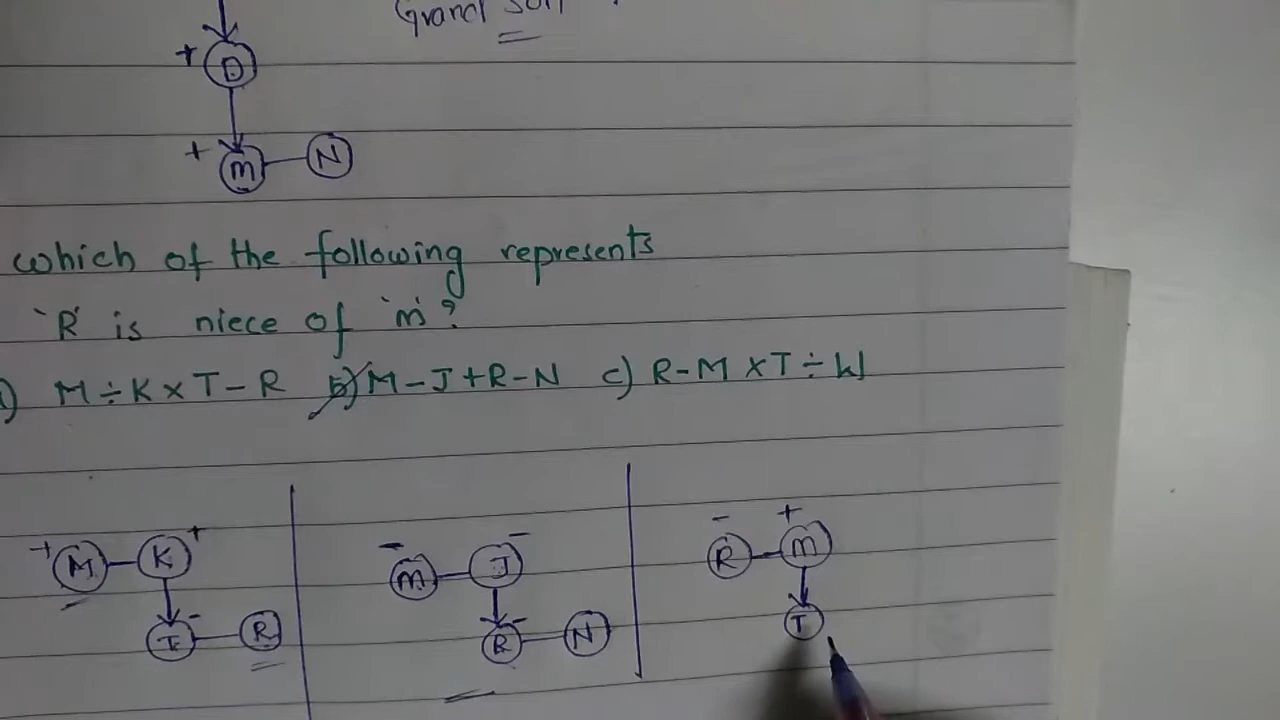 Grand Son
+ D
+ m N
which of the following represents
'R' is niece of 'm'?
) M ÷ K × T - R b) M - J + R - N c) R - M × T ÷ W
+ M K + - m J - - R + m
T - R R - N T